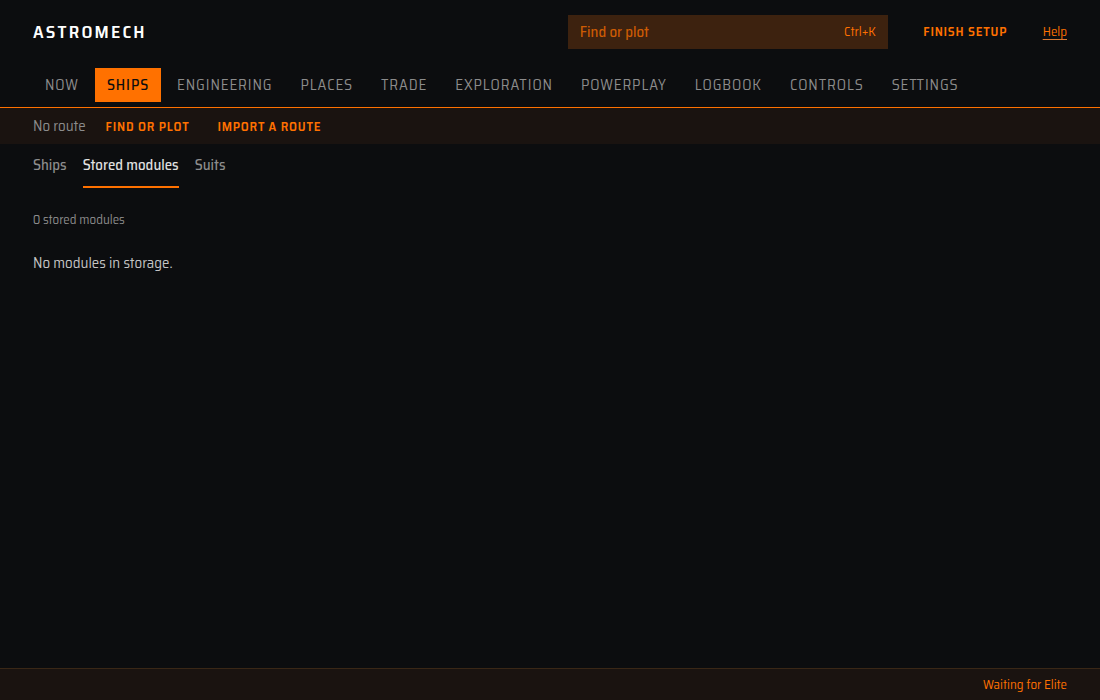 ASTROMECH
Find or plot Ctrl+K
FINISH SETUP
Help
NOW SHIPS ENGINEERING PLACES TRADE EXPLORATION POWERPLAY LOGBOOK CONTROLS SETTINGS
No route FIND OR PLOT IMPORT A ROUTE
Ships Stored modules Suits
0 stored modules
No modules in storage.
Waiting for Elite